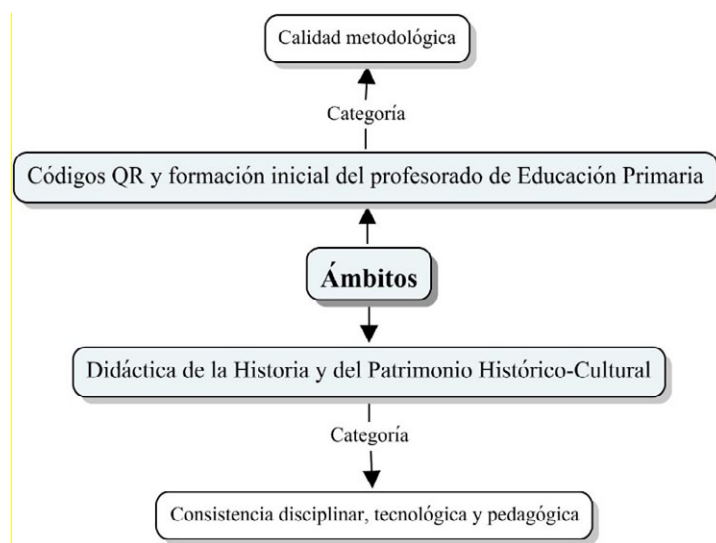 Calidad metodológica
Categoría
Códigos QR y formación inicial del profesorado de Educación Primaria
Ámbitos
Didáctica de la Historia y del Patrimonio Histórico-Cultural
Categoría
Consistencia disciplinar, tecnológica y pedagógica